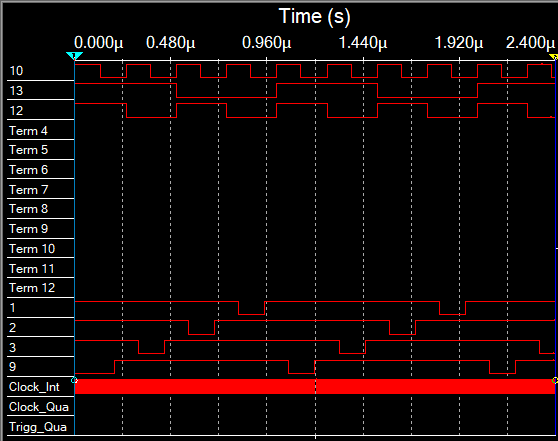 Time (s)
0.000µ 0.480µ 0.960µ 1.440µ 1.920µ 2.400µ
10
13
12
Term 4
Term 5
Term 6
Term 7
Term 8
Term 9
Term 10
Term 11
Term 12
1
2
3
9
Clock_Int
Clock_Qua
Trigg_Qua